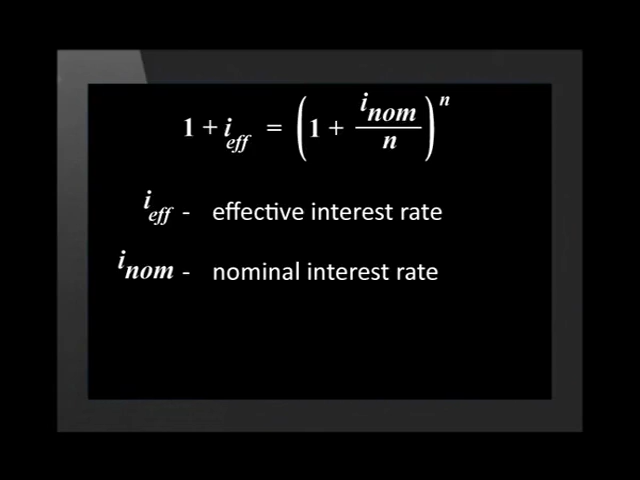 1 + i_eff = (1 + i_nom / n)^n
i_eff - effective interest rate
i_nom - nominal interest rate